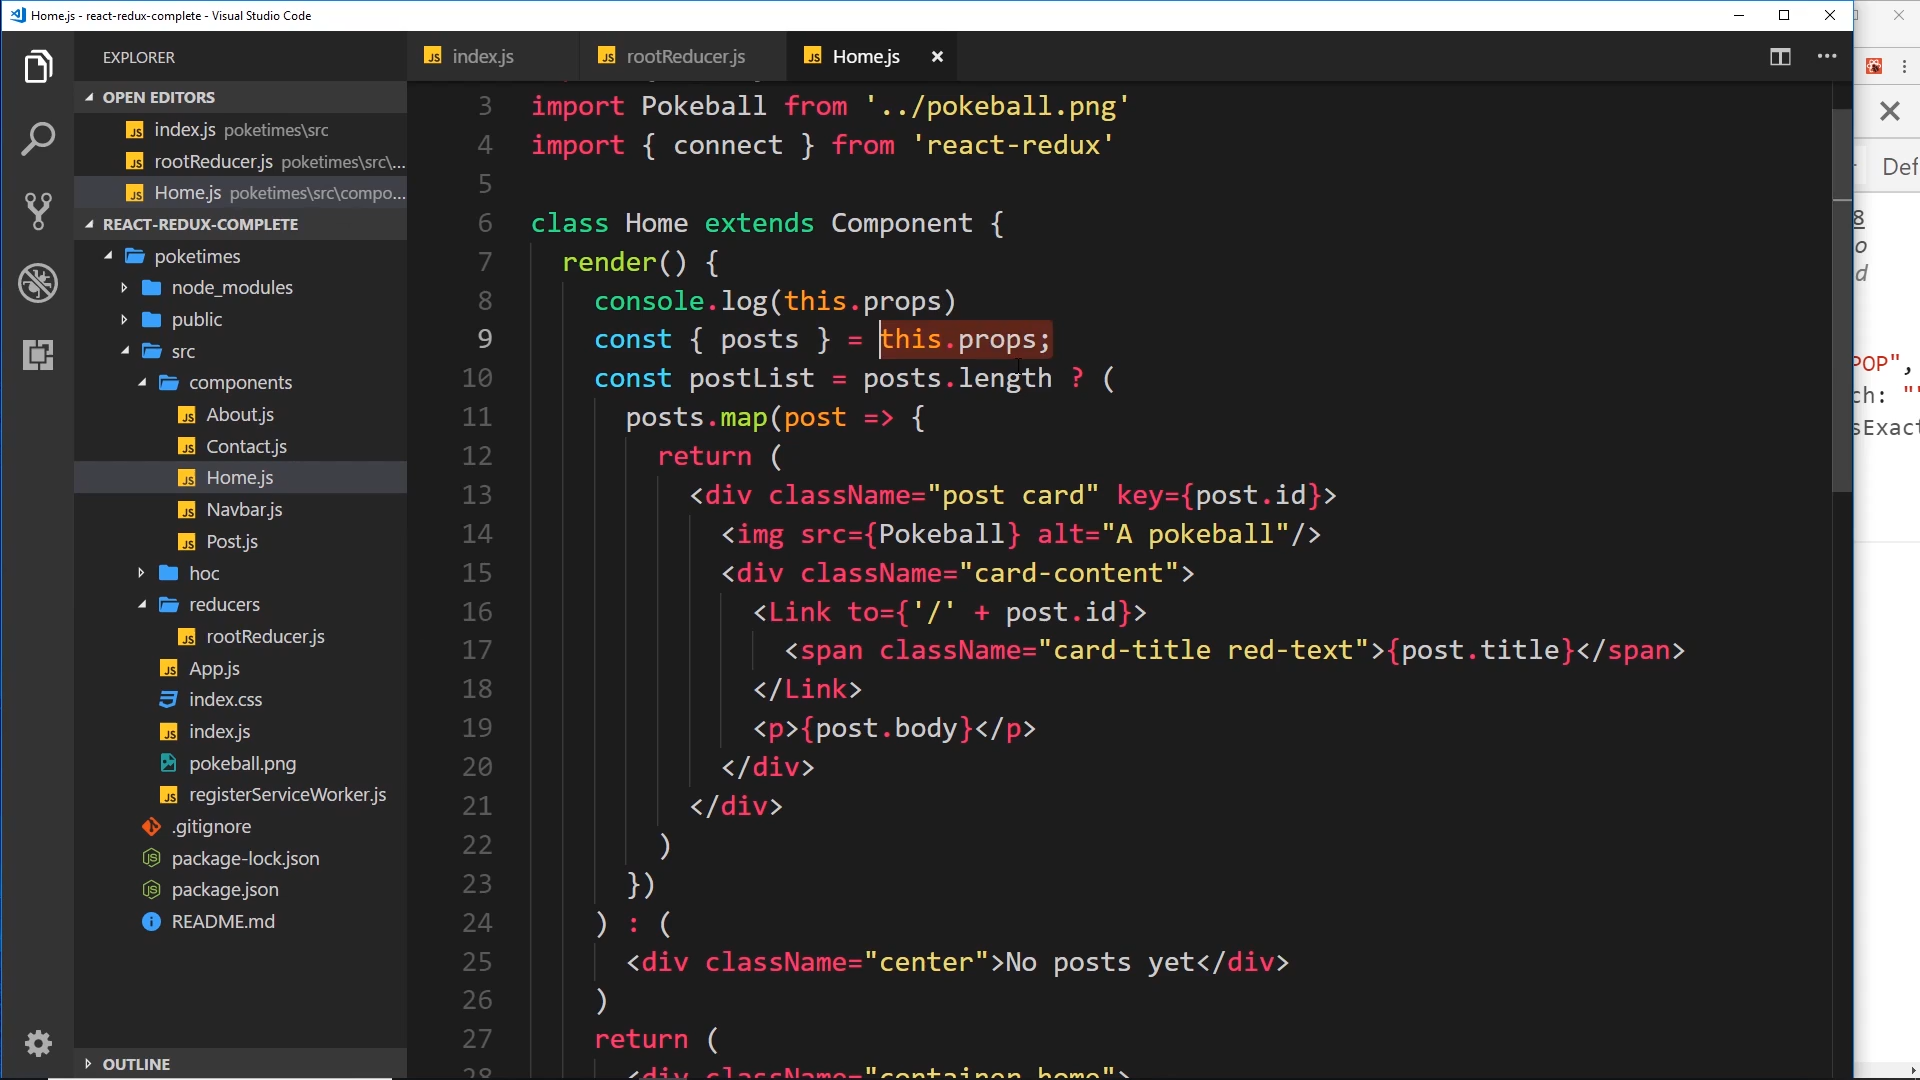 Home.js - react-redux-complete - Visual Studio Code
EXPLORER
OPEN EDITORS
index.js poketimes\src
rootReducer.js poketimes\src\...
Home.js poketimes\src\compo...
REACT-REDUX-COMPLETE
poketimes
node_modules
public
src
components
About.js
Contact.js
Home.js
Navbar.js
Post.js
hoc
reducers
rootReducer.js
App.js
index.css
index.js
pokeball.png
registerServiceWorker.js
.gitignore
package-lock.json
package.json
README.md
OUTLINE
index.js
rootReducer.js
Home.js
3 import Pokeball from '../pokeball.png'
4 import { connect } from 'react-redux'
5
6 class Home extends Component {
7 render() {
8 console.log(this.props)
9 const { posts } = this.props;
10 const postList = posts.length ? (
11 posts.map(post => {
12 return (
13 <div className="post card" key={post.id}>
14 <img src={Pokeball} alt="A pokeball"/>
15 <div className="card-content">
16 <Link to={'/' + post.id}>
17 <span className="card-title red-text">{post.title}</span>
18 </Link>
19 <p>{post.body}</p>
20 </div>
21 </div>
22 )
23 })
24 ) : (
25 <div className="center">No posts yet</div>
26 )
27 return (
28 <div className="container home">
Def
8
o
d
POP",
ch: ""
sExact